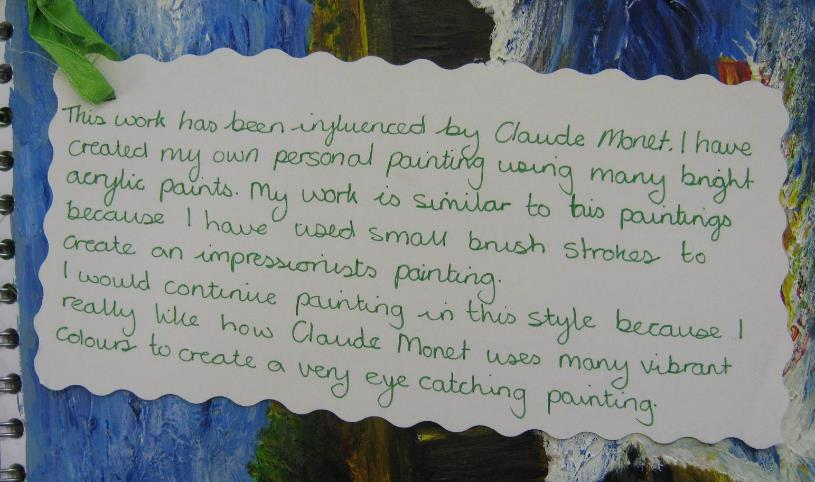 This work has been influenced by Claude Monet. I have
created my own personal painting using many bright
acrylic paints. My work is similar to his paintings
because I have used small brush strokes to
create an impressionists painting.
I would continue painting in this style because I
really like how Claude Monet uses many vibrant
colours to create a very eye catching painting.